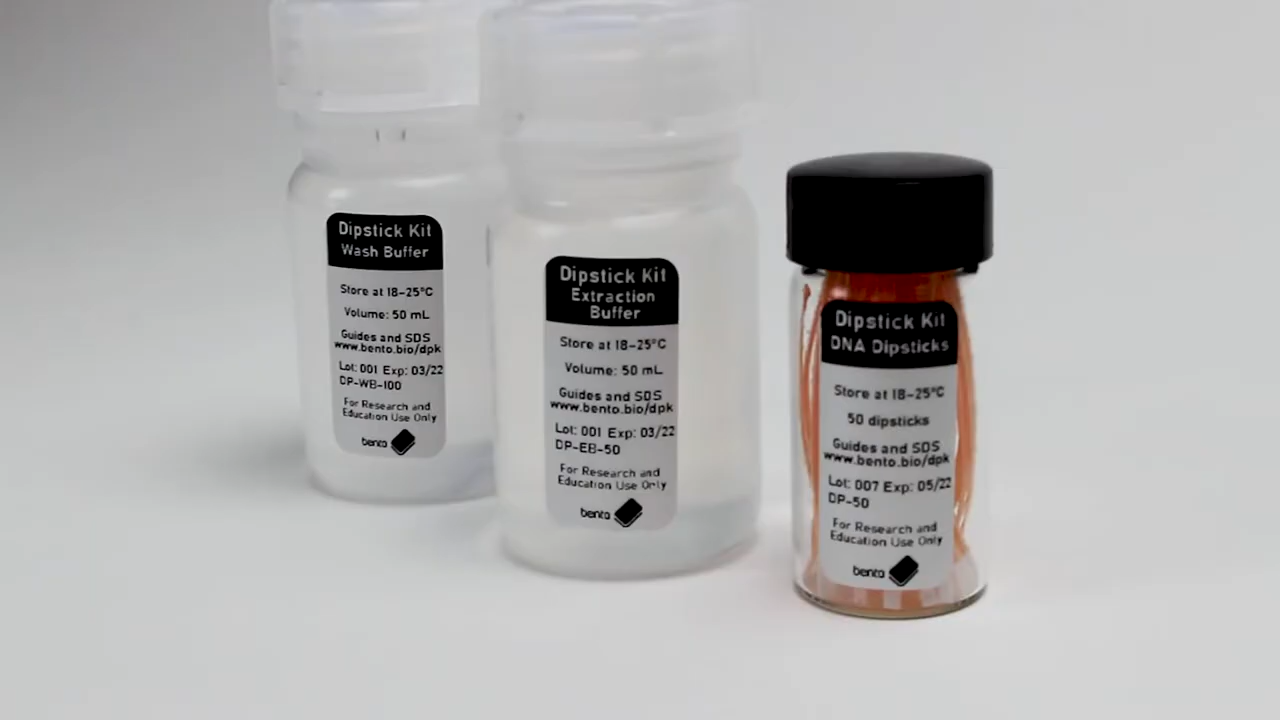 Dipstick Kit
Wash Buffer
Store at 18-25°C
Volume: 50 mL
Guides and SDS
www.bento.bio/dpk
Lot: 001 Exp: 03/22
DP-WB-100
For Research and
Education Use Only
bento
Dipstick Kit
Extraction
Buffer
Store at 18-25°C
Volume: 50 mL
Guides and SDS
www.bento.bio/dpk
Lot: 001 Exp: 03/22
DP-EB-50
For Research and
Education Use Only
bento
Dipstick Kit
DNA Dipsticks
Store at 18-25°C
50 dipsticks
Guides and SDS
www.bento.bio/dpk
Lot: 007 Exp: 05/22
DP-50
For Research and
Education Use Only
bento